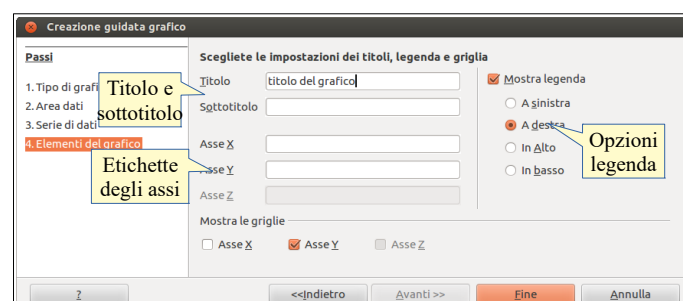 Creazione guidata grafico
Passi
1. Tipo di grafi
2. Area dati
3. Serie di dati
4. Elementi del grafico
Scegliete le impostazioni dei titoli, legenda e griglia
Titolo titolo del grafico
Sottotitolo
Asse X
Asse Y
Asse Z
Mostra legenda
A sinistra
A destra
In Alto
In basso
Titolo e
sottotitolo
Etichette
degli assi
Opzioni
legenda
Mostra le griglie
Asse X Asse Y Asse Z
? <<Indietro Avanti >> Fine Annulla